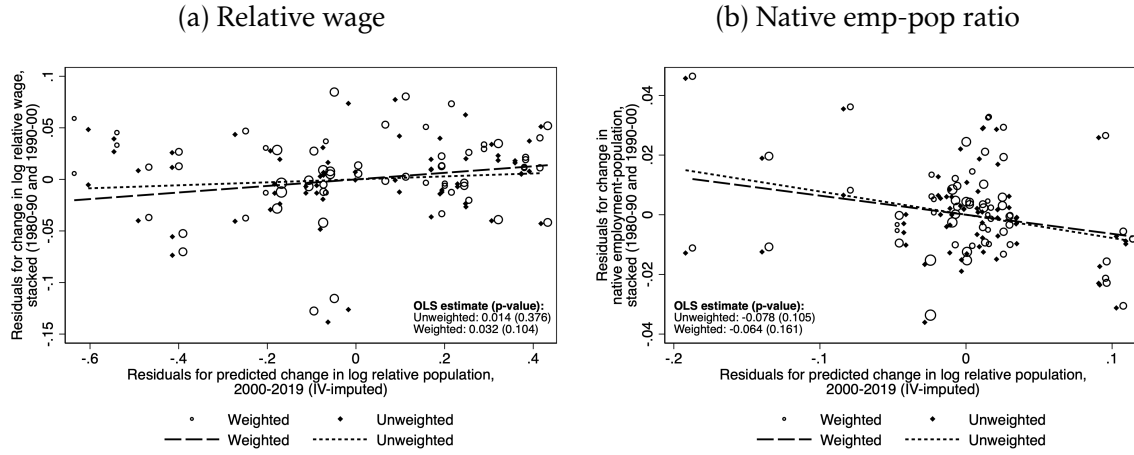 (a) Relative wage
Residuals for change in log relative wage,
stacked (1980-90 and 1990-00)
.1
.05
0
-.05
-.1
-.15
OLS estimate (p-value):
Unweighted: 0.014 (0.376)
Weighted: 0.032 (0.104)
-.6
-.4
-.2
0
.2
.4
Residuals for predicted change in log relative population,
2000-2019 (IV-imputed)
Weighted
Unweighted
Weighted
Unweighted
(b) Native emp-pop ratio
Residuals for change in
native employment-population,
stacked (1980-90 and 1990-00)
.04
.02
0
-.02
-.04
OLS estimate (p-value):
Unweighted: -0.078 (0.105)
Weighted: -0.064 (0.161)
-.2
-.1
0
.1
Residuals for predicted change in log relative population,
2000-2019 (IV-imputed)
Weighted
Unweighted
Weighted
Unweighted